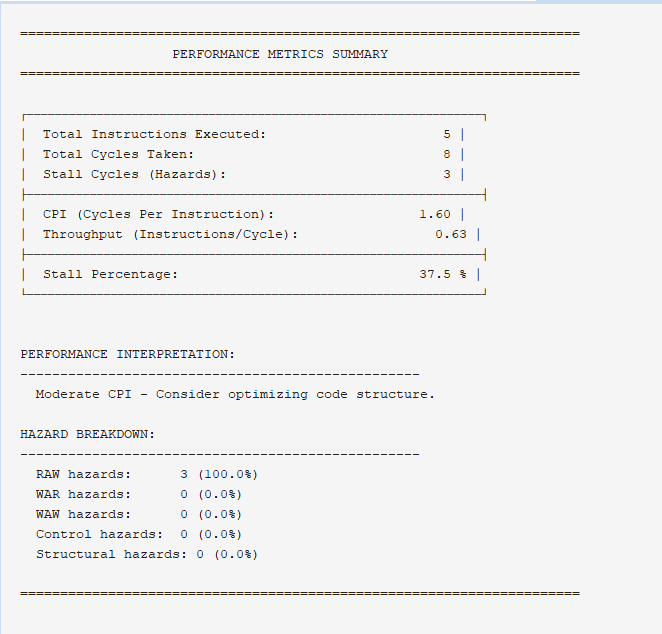 ======================================================================
PERFORMANCE METRICS SUMMARY
======================================================================
┌─────────────────────────────────────────────────────────┐
│  Total Instructions Executed:                      5 │
│  Total Cycles Taken:                               8 │
│  Stall Cycles (Hazards):                           3 │
├─────────────────────────────────────────────────────────┤
│  CPI (Cycles Per Instruction):                  1.60 │
│  Throughput (Instructions/Cycle):                 0.63 │
├─────────────────────────────────────────────────────────┤
│  Stall Percentage:                              37.5 % │
└─────────────────────────────────────────────────────────┘
PERFORMANCE INTERPRETATION:
--------------------------------------------------
Moderate CPI - Consider optimizing code structure.
HAZARD BREAKDOWN:
--------------------------------------------------
RAW hazards:      3 (100.0%)
WAR hazards:      0 (0.0%)
WAW hazards:      0 (0.0%)
Control hazards:  0 (0.0%)
Structural hazards: 0 (0.0%)
======================================================================